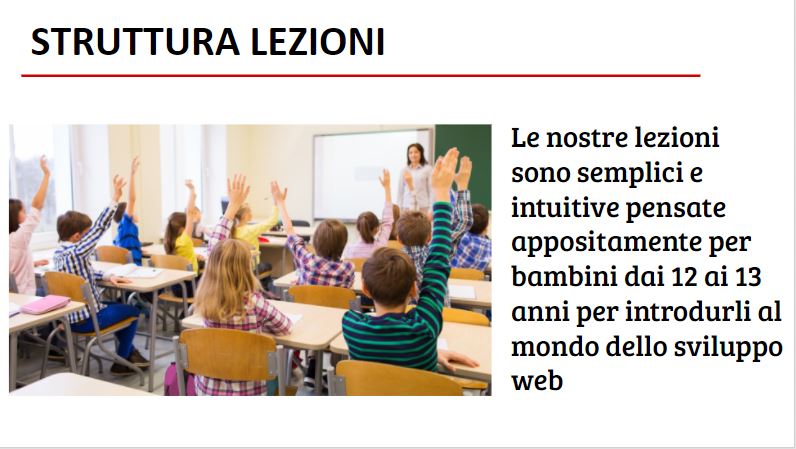 STRUTTURA LEZIONI
Le nostre lezioni
sono semplici e
intuitive pensate
appositamente per
bambini dai 12 ai 13
anni per introdurli al
mondo dello sviluppo
web